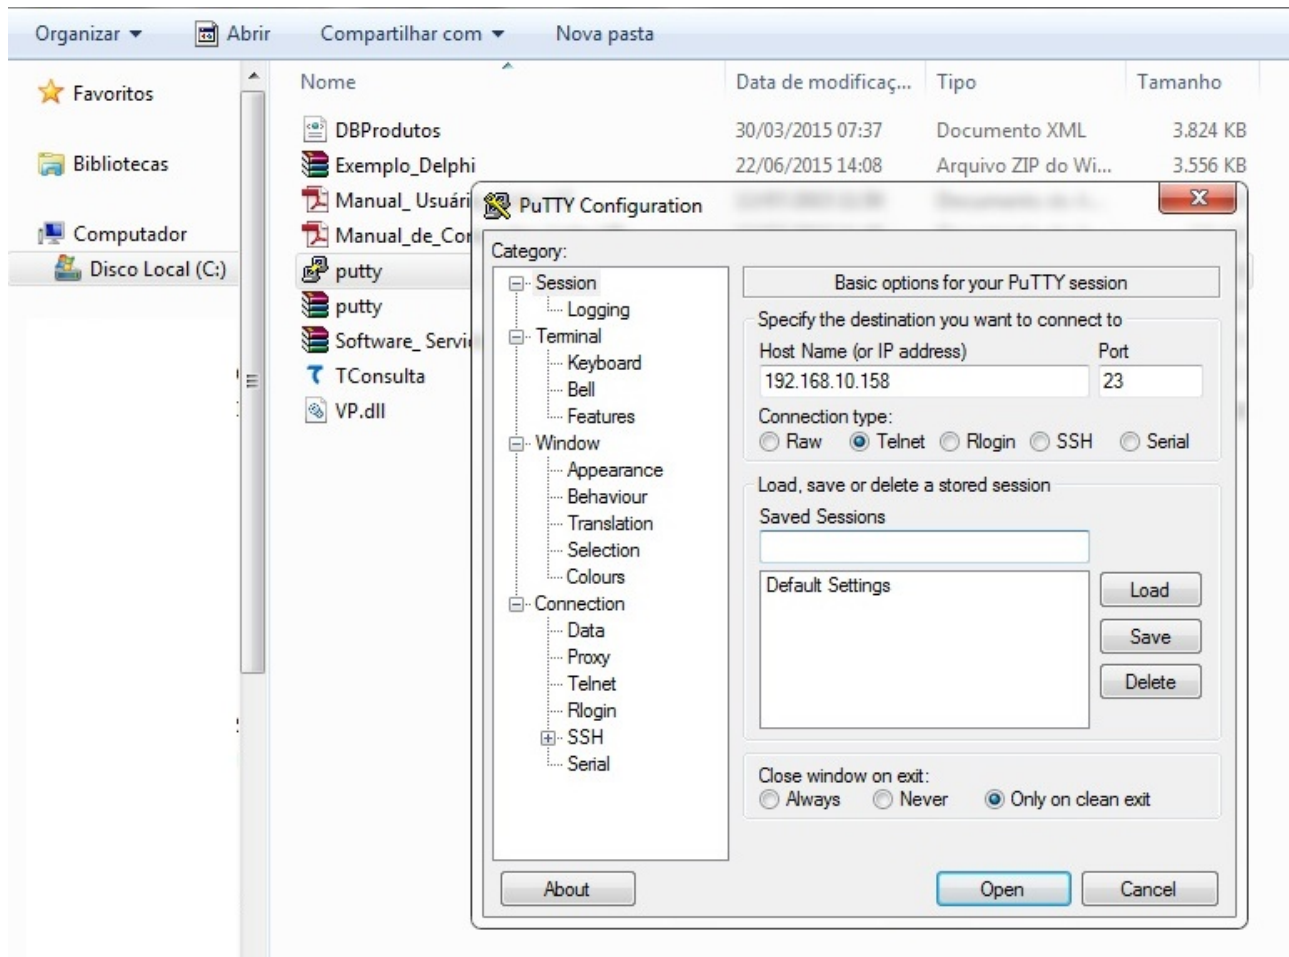 Organizar Abrir Compartilhar com Nova pasta
Nome Data de modificaç... Tipo Tamanho
Favoritos
Bibliotecas
Computador
Disco Local (C:)
DBProdutos 30/03/2015 07:37 Documento XML 3.824 KB
Exemplo_Delphi 22/06/2015 14:08 Arquivo ZIP do Wi... 3.556 KB
Manual_ Usuári
Manual_de_Cor
putty
putty
Software_ Servi
TConsulta
VP.dll
PuTTY Configuration
Category:
Session
Logging
Terminal
Keyboard
Bell
Features
Window
Appearance
Behaviour
Translation
Selection
Colours
Connection
Data
Proxy
Telnet
Rlogin
SSH
Serial
Basic options for your PuTTY session
Specify the destination you want to connect to
Host Name (or IP address) Port
192.168.10.158 23
Connection type:
Raw Telnet Rlogin SSH Serial
Load, save or delete a stored session
Saved Sessions
Default Settings
Load
Save
Delete
Close window on exit:
Always Never Only on clean exit
About Open Cancel